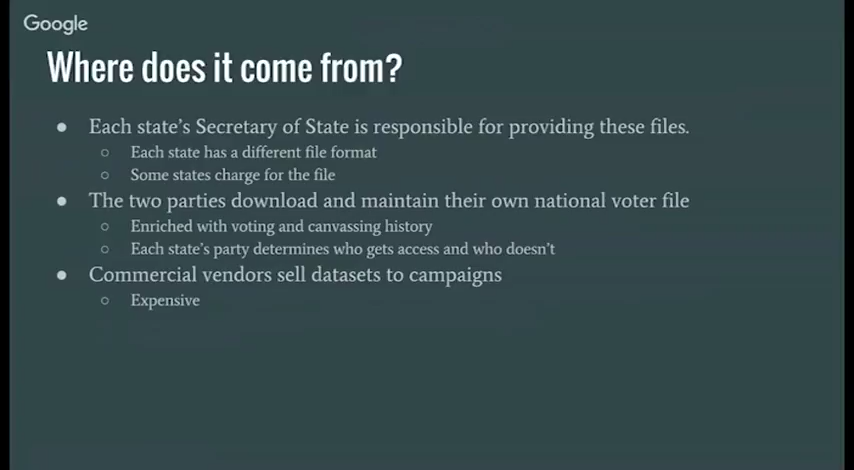 Google
Where does it come from?
● Each state's Secretary of State is responsible for providing these files.
○ Each state has a different file format
○ Some states charge for the file
● The two parties download and maintain their own national voter file
○ Enriched with voting and canvassing history
○ Each state's party determines who gets access and who doesn't
● Commercial vendors sell datasets to campaigns
○ Expensive